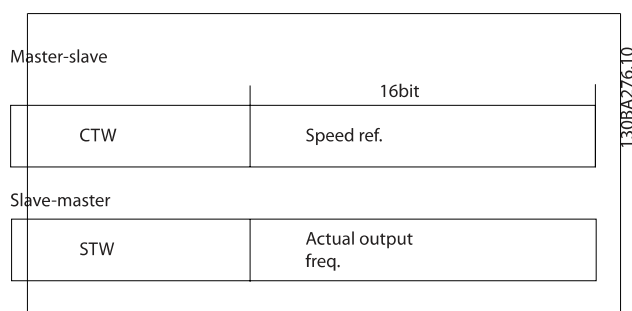 Master-slave
16bit
CTW
Speed ref.
Slave-master
STW
Actual output
freq.
130BA276.10